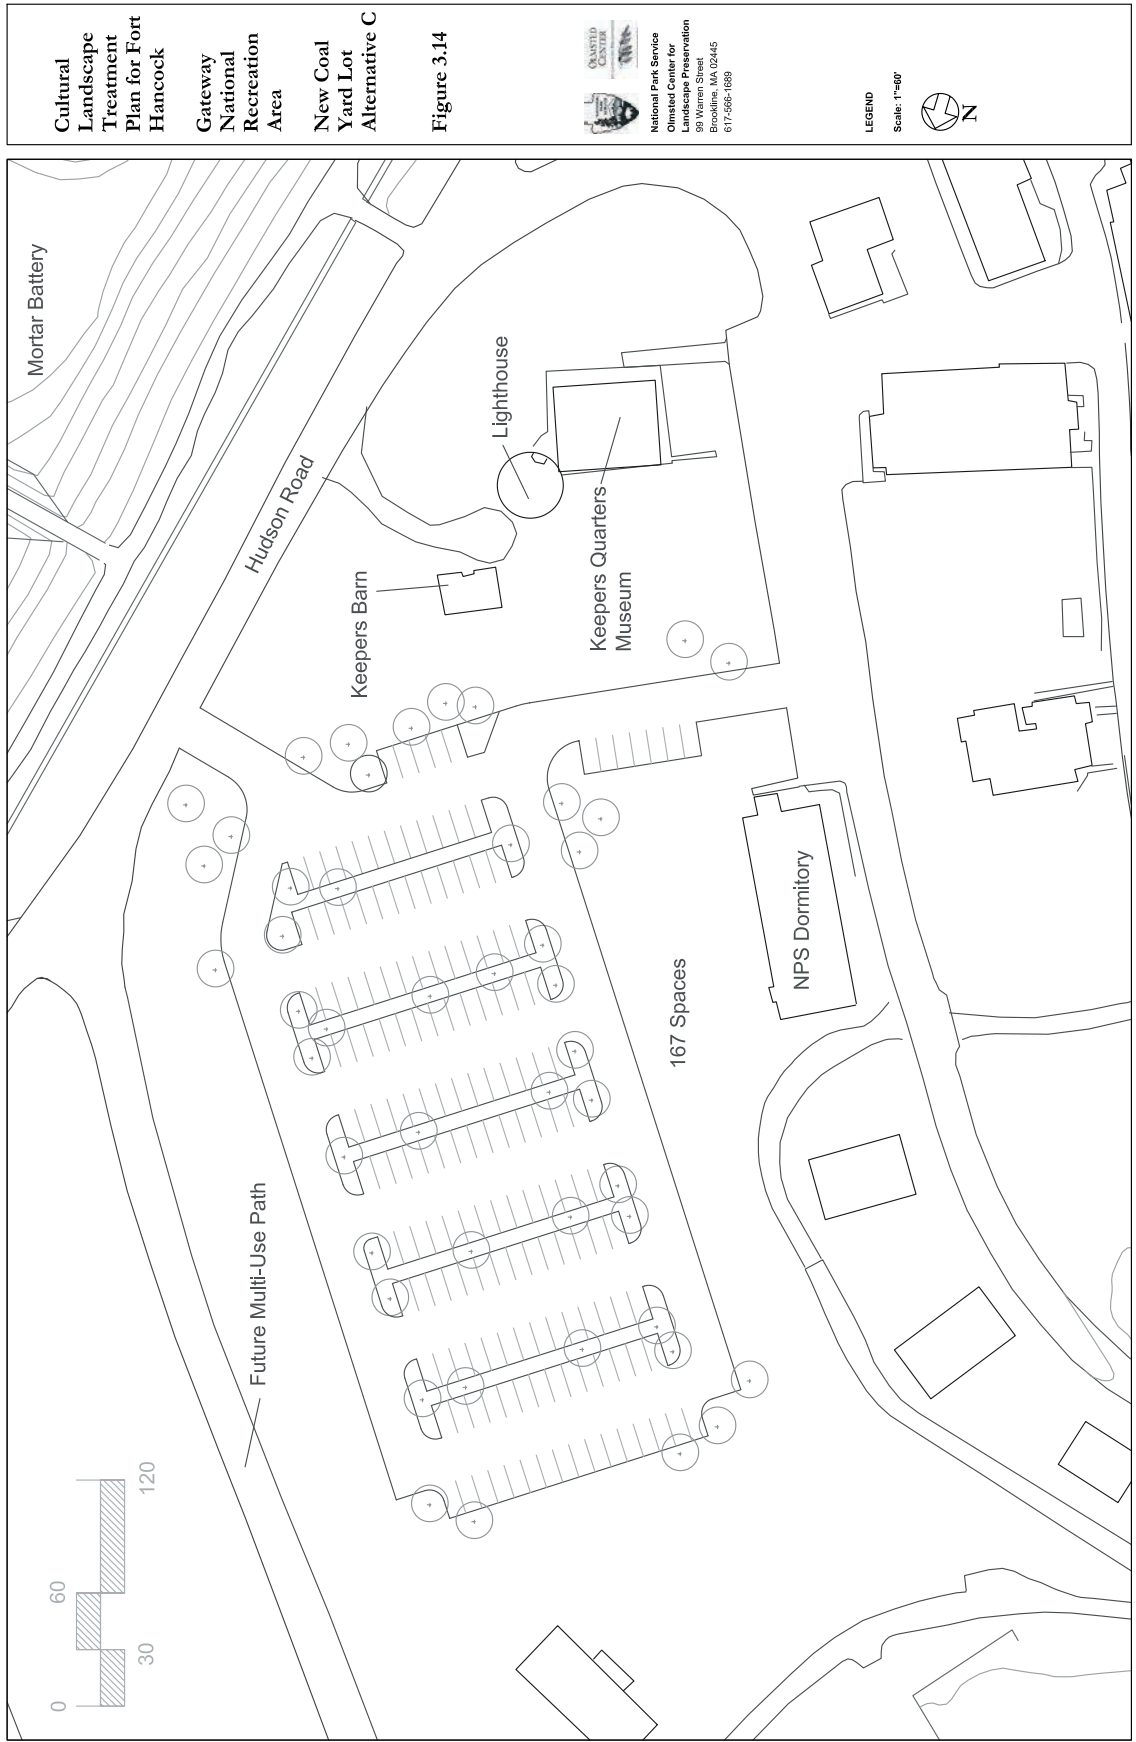 Cultural
Landscape
Treatment
Plan for Fort
Hancock
Gateway
National
Recreation
Area
New Coal
Yard Lot
Alternative C
Figure 3.14
OLMSTED
CENTER
National Park Service
Olmsted Center for
Landscape Preservation
99 Warren Street
Brookline, MA 02445
617-566-1689
LEGEND
Scale: 1"=60'
N
Mortar Battery
Hudson Road
Lighthouse
Keepers Barn
Keepers Quarters
Museum
NPS Dormitory
167 Spaces
Future Multi-Use Path
0
30
60
120